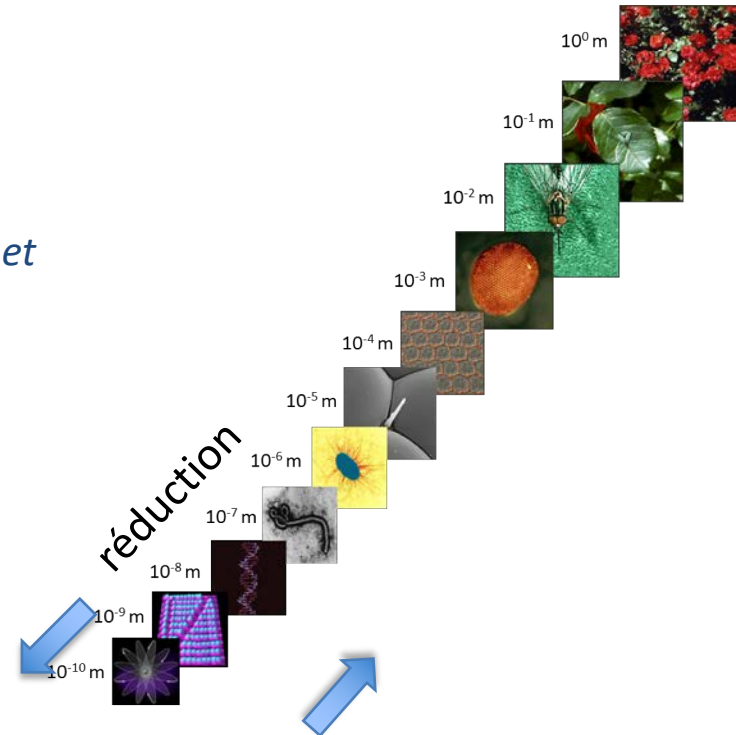 10⁰ m
10⁻¹ m
10⁻² m
et
10⁻³ m
10⁻⁴ m
10⁻⁵ m
10⁻⁶ m
réduction
10⁻⁷ m
10⁻⁸ m
10⁻⁹ m
10⁻¹⁰ m